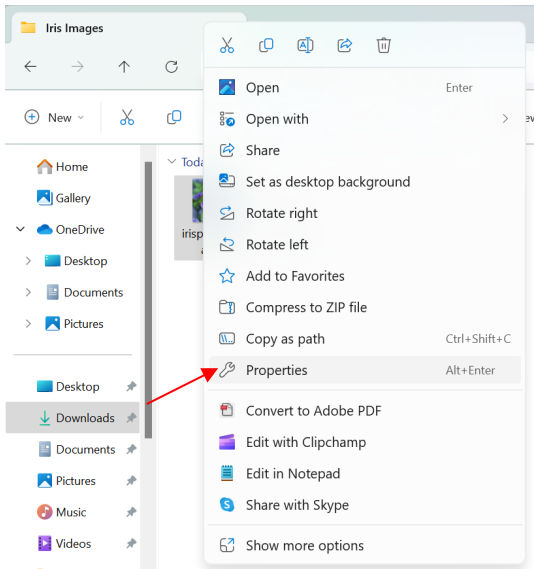 Iris Images
New
Home
Gallery
OneDrive
Desktop
Documents
Pictures
Desktop
Downloads
Documents
Pictures
Music
Videos
Open Enter
Open with
Share
Set as desktop background
Rotate right
Rotate left
Add to Favorites
Compress to ZIP file
Copy as path Ctrl+Shift+C
Properties Alt+Enter
Convert to Adobe PDF
Edit with Clipchamp
Edit in Notepad
Share with Skype
Show more options